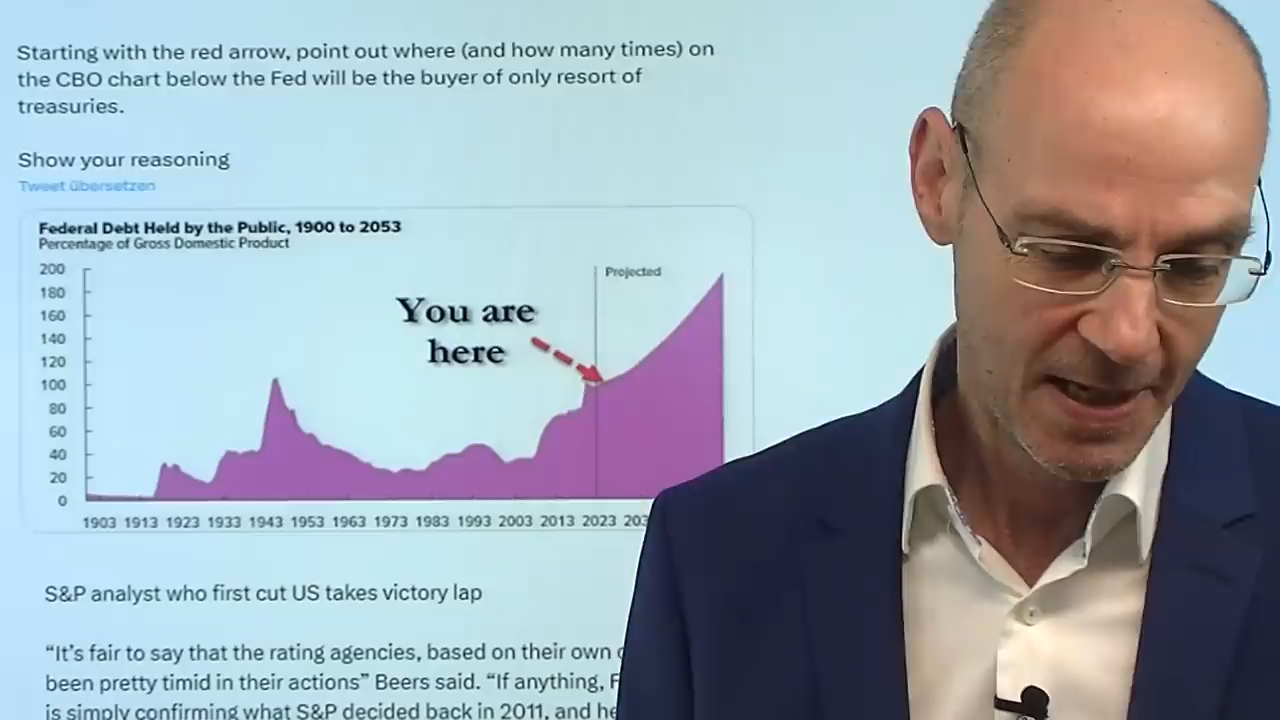 Starting with the red arrow, point out where (and how many times) on
the CBO chart below the Fed will be the buyer of only resort of
treasuries.
Show your reasoning
Tweet übersetzen
Federal Debt Held by the Public, 1900 to 2053
Percentage of Gross Domestic Product
200
180
160
140
120
100
80
60
40
20
0
Projected
You are
here
1903 1913 1923 1933 1943 1953 1963 1973 1983 1993 2003 2013 2023
S&P analyst who first cut US takes victory lap
“It’s fair to say that the rating agencies, based on their own
been pretty timid in their actions” Beers said. “If anything,
is simply confirming what S&P decided back in 2011, and